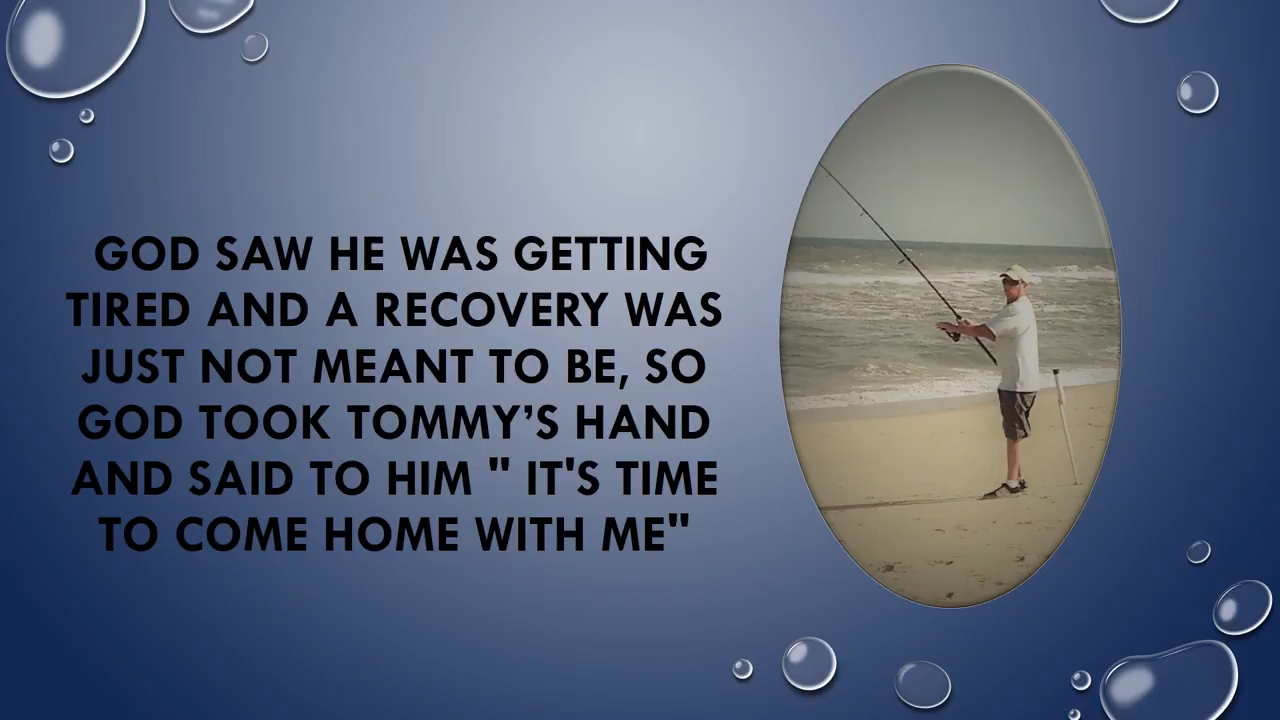 GOD SAW HE WAS GETTING
TIRED AND A RECOVERY WAS
JUST NOT MEANT TO BE, SO
GOD TOOK TOMMY’S HAND
AND SAID TO HIM " IT'S TIME
TO COME HOME WITH ME"